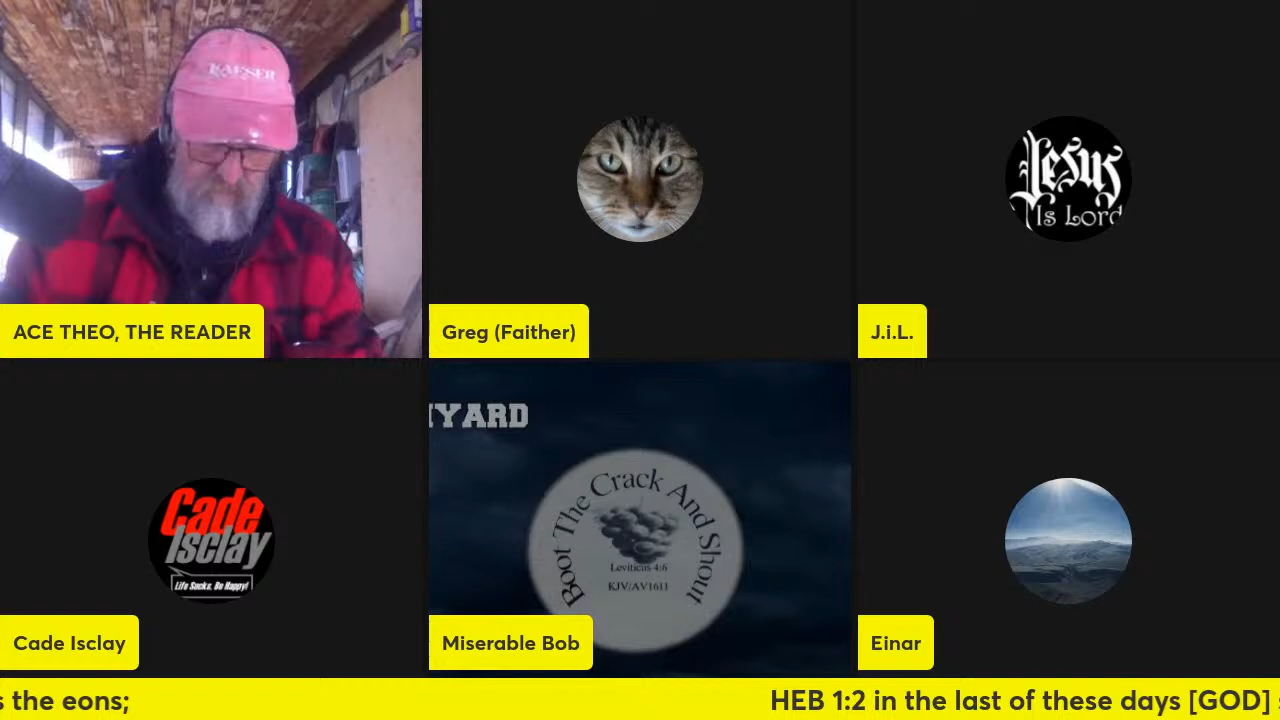 KAESER
ACE THEO, THE READER
Greg (Faither)
Jesus
Is Lord
J.i.L.
Cade
Isclay
Life Sucks, Be Happy!
Cade Isclay
YARD
Boot The Crack And Shout
Leviticus 4:6
KJV/AV1611
Miserable Bob
Einar
s the eons;
HEB 1:2 in the last of these days [GOD] s